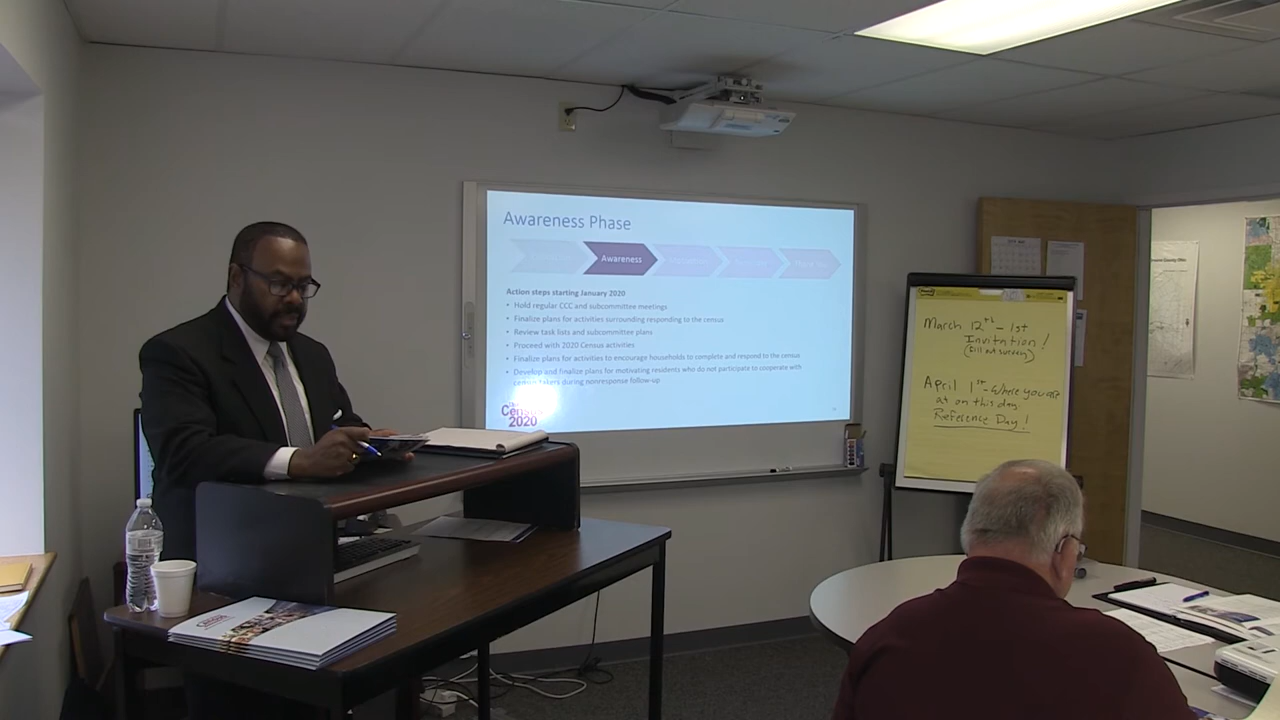 Awareness Phase
Awareness
Action steps starting January 2020
• Hold regular CCC and subcommittee meetings
• Finalize plans for activities surrounding responding to the census
• Review task lists and subcommittee plans
• Proceed with 2020 Census activities
• Finalize plans for activities to encourage households to complete and respond to the census
• Develop and finalize plans for motivating residents who do not participate to cooperate with
census takers during nonresponse follow-up
Census
2020
March 12th - 1st
Invitation!
(fill out survey)
April 1st - Where you are
at on this day.
Reference Day!